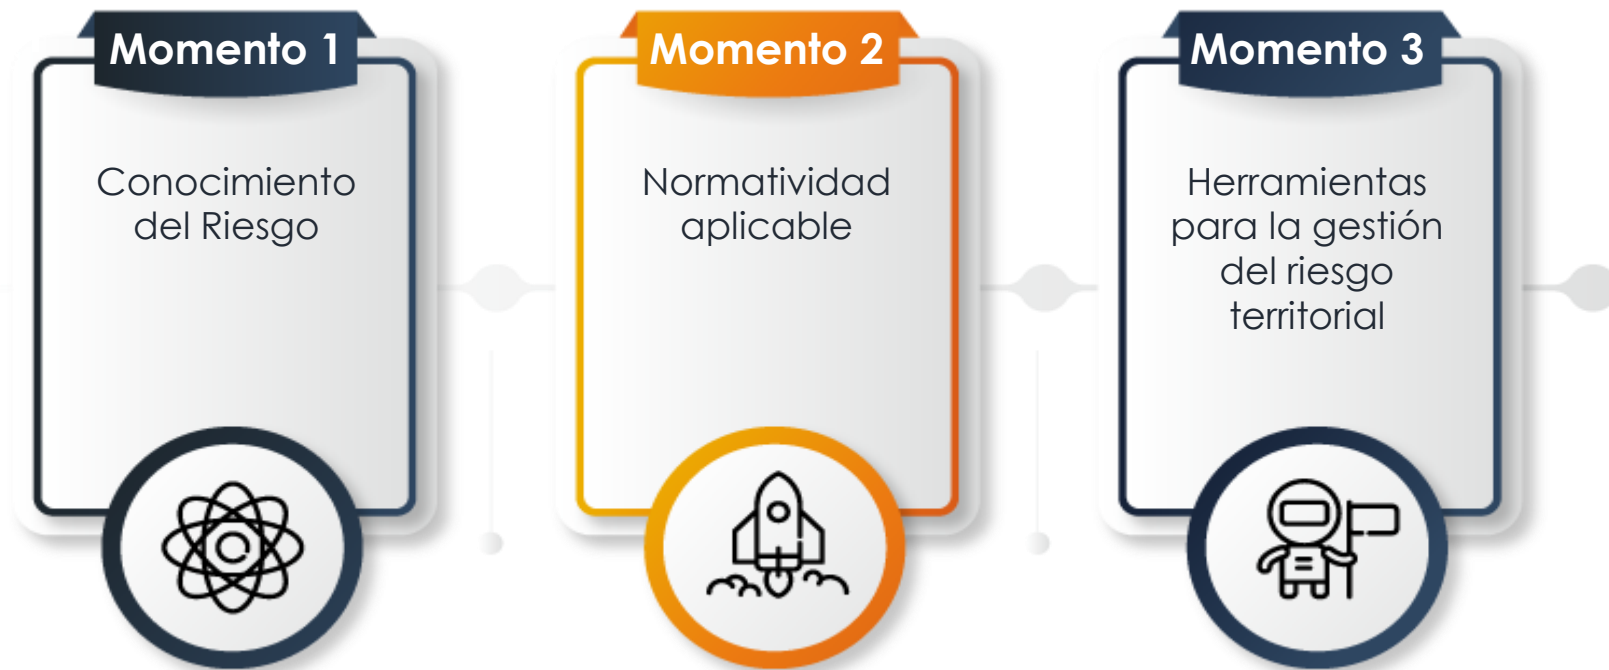 Momento 1
Conocimiento
del Riesgo
Momento 2
Normatividad
aplicable
Momento 3
Herramientas
para la gestión
del riesgo
territorial